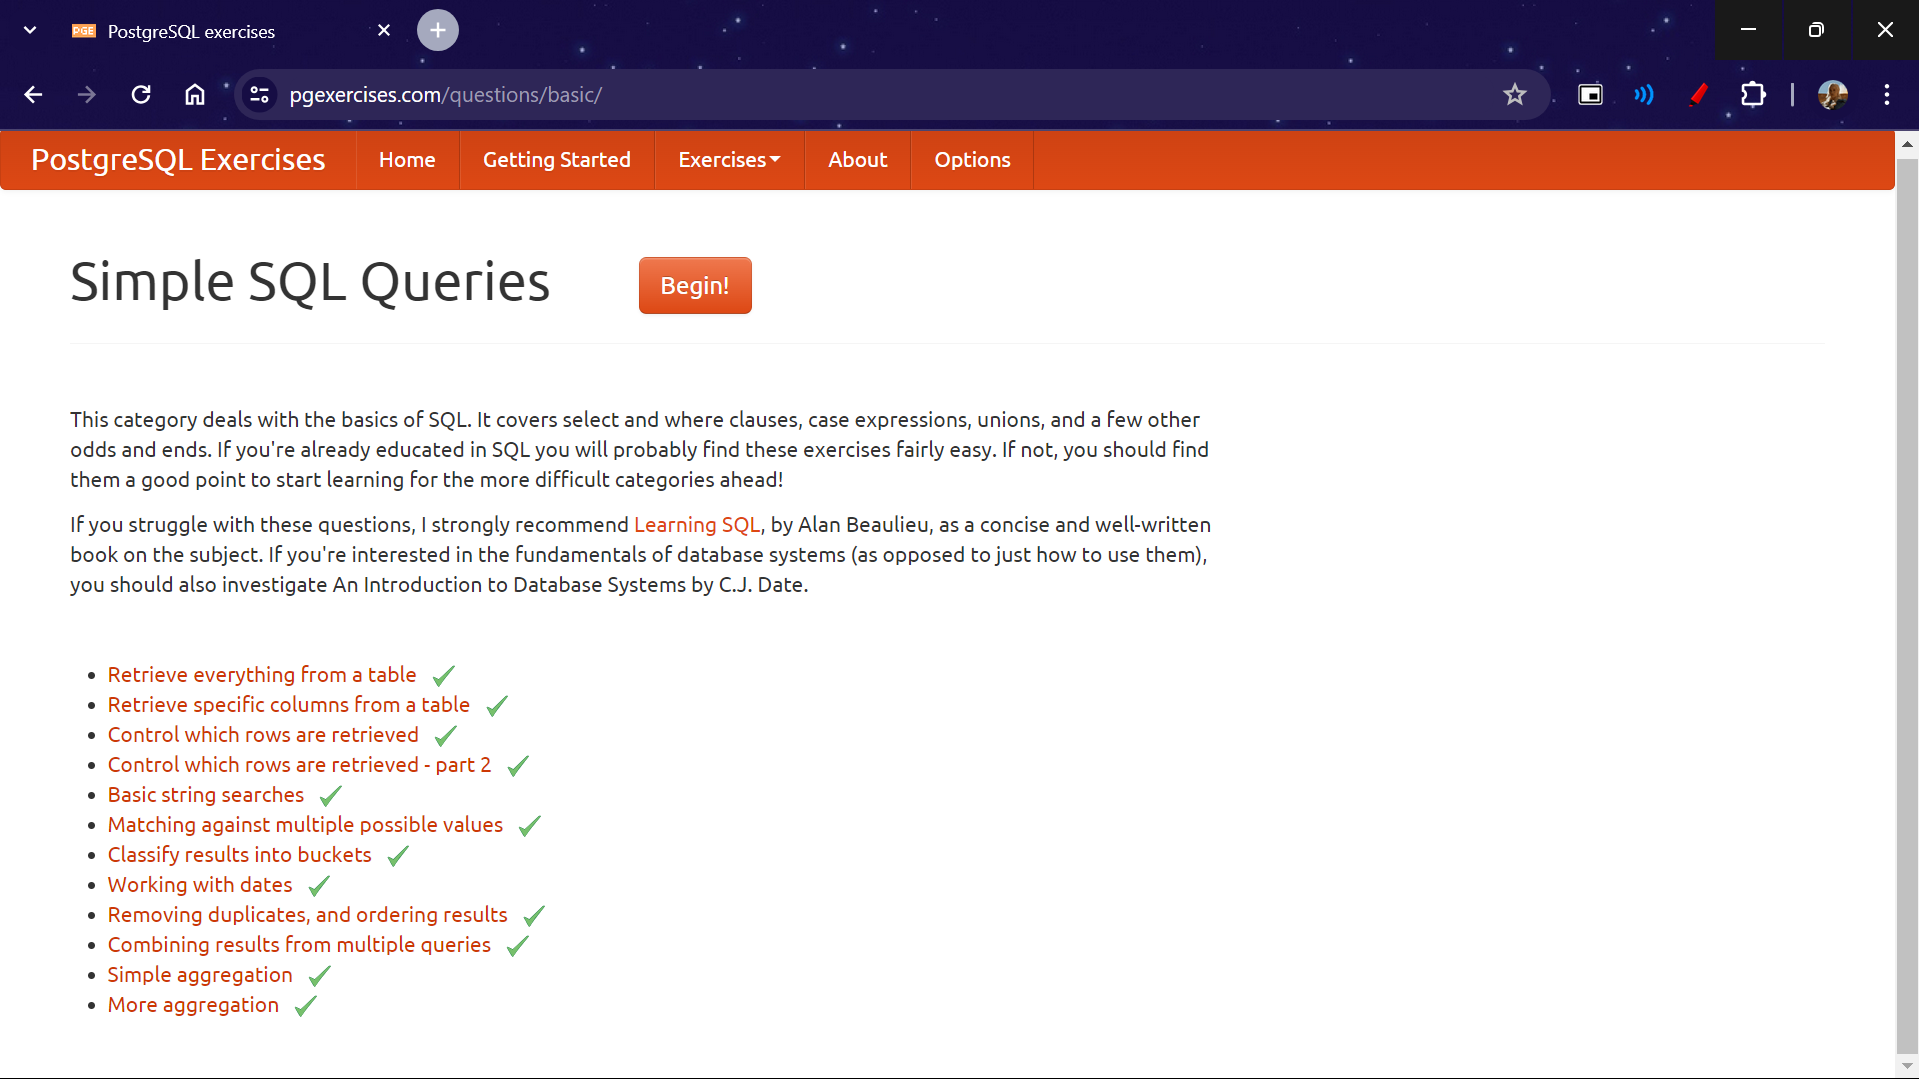 PGE PostgreSQL exercises
pgexercises.com/questions/basic/
PostgreSQL Exercises Home Getting Started Exercises About Options
Simple SQL Queries Begin!
This category deals with the basics of SQL. It covers select and where clauses, case expressions, unions, and a few other
odds and ends. If you're already educated in SQL you will probably find these exercises fairly easy. If not, you should find
them a good point to start learning for the more difficult categories ahead!
If you struggle with these questions, I strongly recommend Learning SQL, by Alan Beaulieu, as a concise and well-written
book on the subject. If you're interested in the fundamentals of database systems (as opposed to just how to use them),
you should also investigate An Introduction to Database Systems by C.J. Date.
Retrieve everything from a table
Retrieve specific columns from a table
Control which rows are retrieved
Control which rows are retrieved - part 2
Basic string searches
Matching against multiple possible values
Classify results into buckets
Working with dates
Removing duplicates, and ordering results
Combining results from multiple queries
Simple aggregation
More aggregation